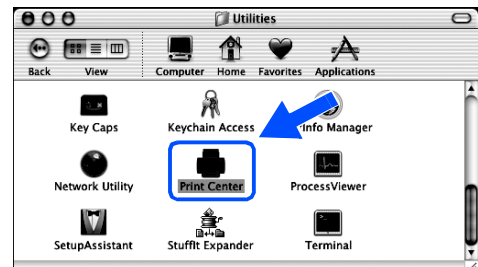 Utilities
Back View Computer Home Favorites Applications
Key Caps Keychain Access Info Manager
Network Utility Print Center ProcessViewer
SetupAssistant StuffIt Expander Terminal